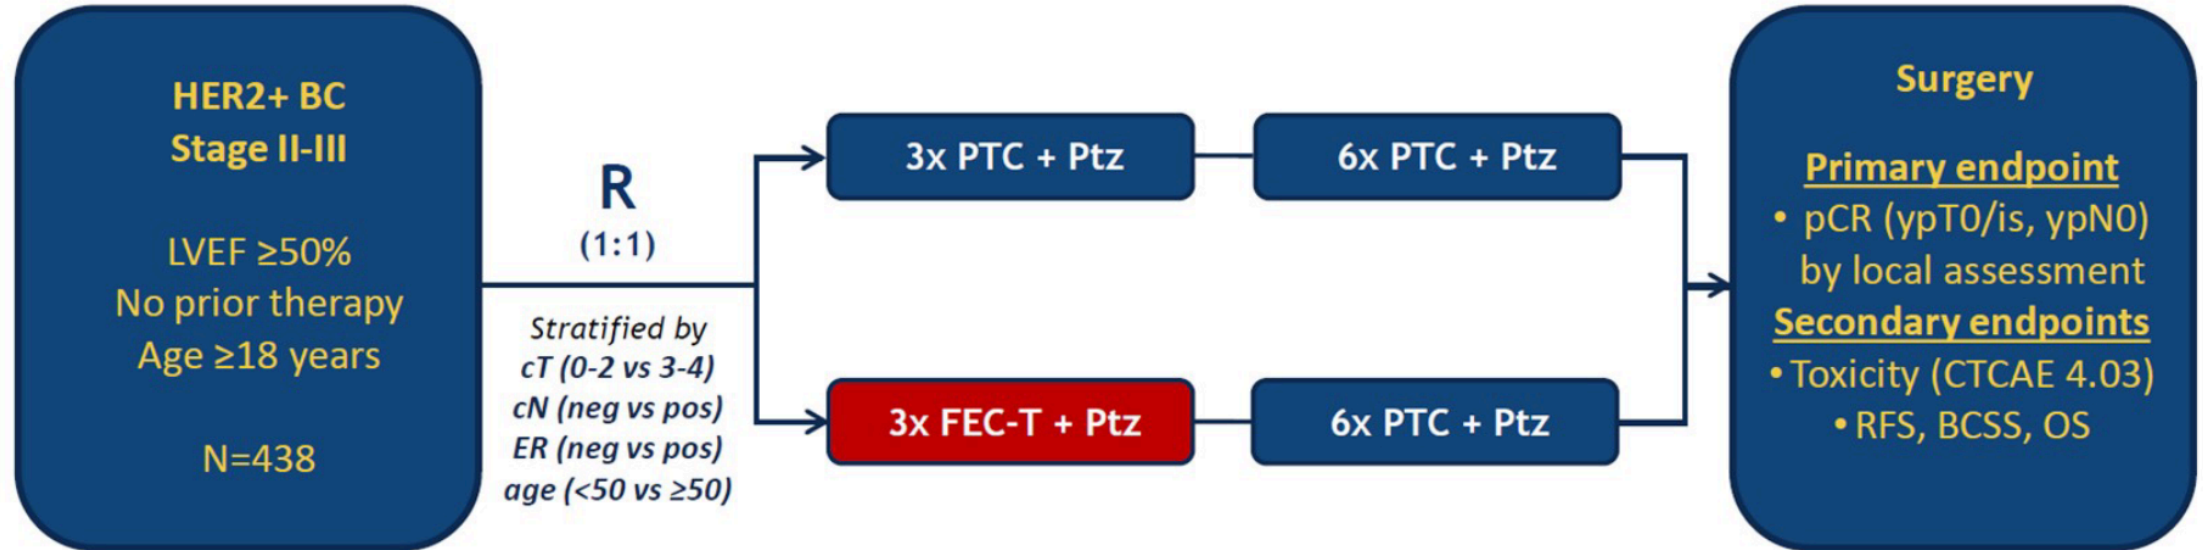 HER2+ BC
Stage II-III
LVEF ≥50%
No prior therapy
Age ≥18 years
N=438
R
(1:1)
Stratified by
cT (0-2 vs 3-4)
cN (neg vs pos)
ER (neg vs pos)
age (<50 vs ≥50)
3x PTC + Ptz
6x PTC + Ptz
3x FEC-T + Ptz
6x PTC + Ptz
Surgery
Primary endpoint
• pCR (ypT0/is, ypN0)
by local assessment
Secondary endpoints
• Toxicity (CTCAE 4.03)
• RFS, BCSS, OS